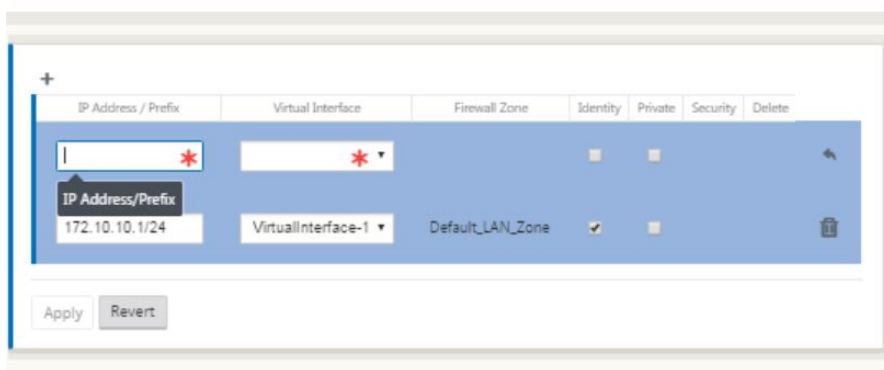 +
IP Address / Prefix Virtual Interface Firewall Zone Identity Private Security Delete
* *
IP Address/Prefix
172.10.10.1/24 VirtualInterface-1 Default_LAN_Zone
Apply Revert